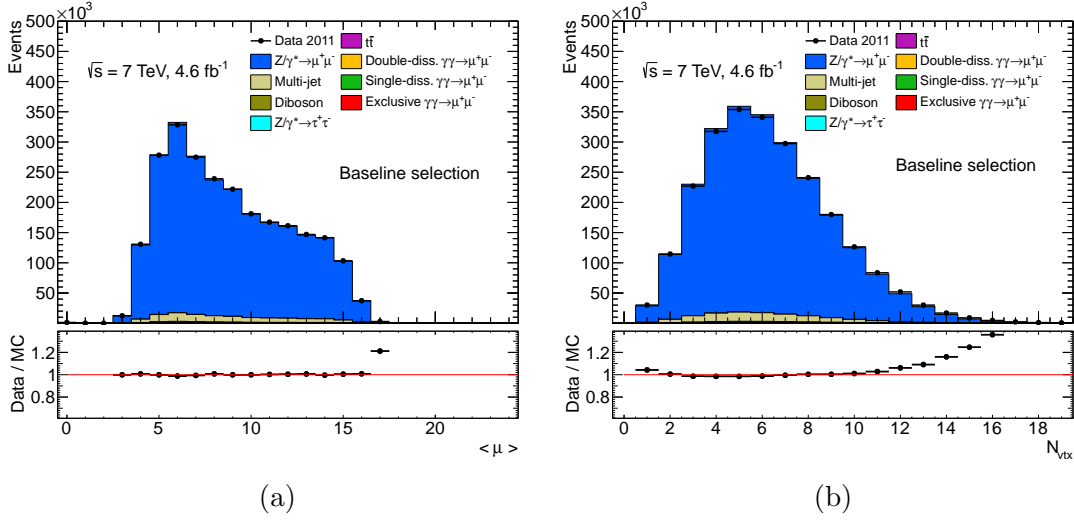 ×10³
Events
500
450
400
350
300
250
200
150
100
50
√s = 7 TeV, 4.6 fb⁻¹
Data 2011
Z/γ*→μ⁺μ⁻
Multi-jet
Diboson
Z/γ*→τ⁺τ⁻
tt̄
Double-diss. γγ→μ⁺μ⁻
Single-diss. γγ→μ⁺μ⁻
Exclusive γγ→μ⁺μ⁻
Baseline selection
Data / MC
1.2
1
0.8
0 5 10 15 20
< μ >
(a)
×10³
Events
500
450
400
350
300
250
200
150
100
50
√s = 7 TeV, 4.6 fb⁻¹
Data 2011
Z/γ*→μ⁺μ⁻
Multi-jet
Diboson
Z/γ*→τ⁺τ⁻
tt̄
Double-diss. γγ→μ⁺μ⁻
Single-diss. γγ→μ⁺μ⁻
Exclusive γγ→μ⁺μ⁻
Baseline selection
Data / MC
1.2
1
0.8
0 2 4 6 8 10 12 14 16 18
N_vtx
(b)